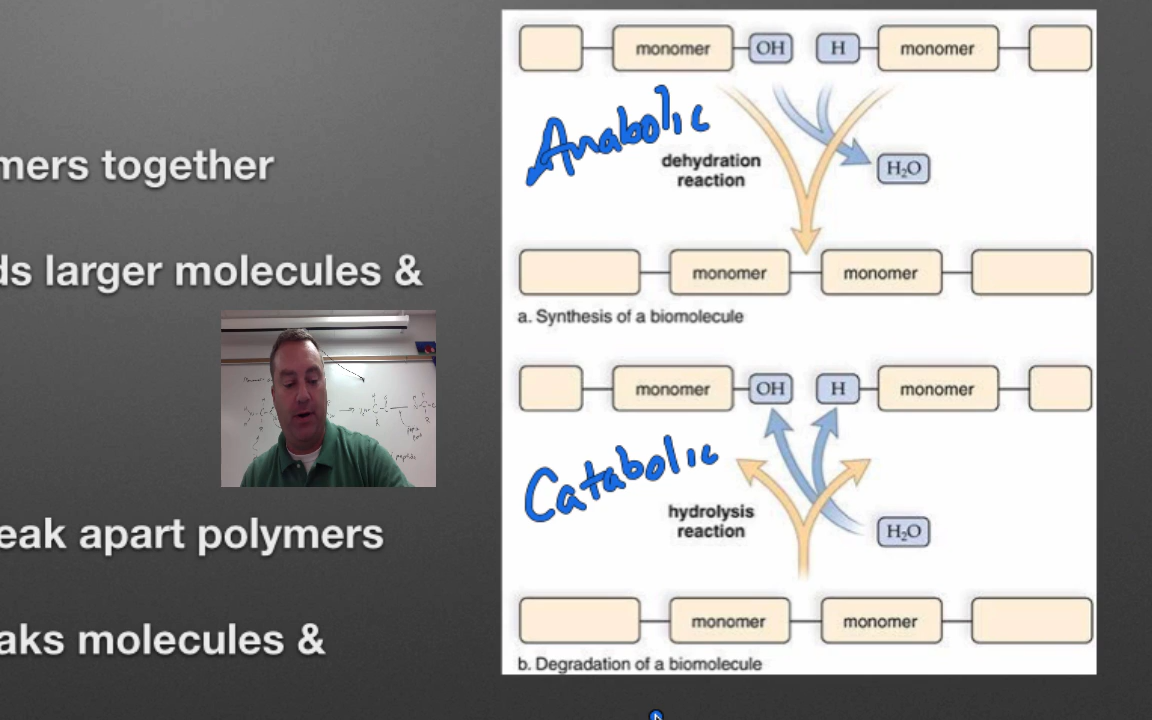 mers together
ds larger molecules &
eak apart polymers
aks molecules &
monomer OH H monomer
Anabolic
dehydration
reaction
H₂O
monomer monomer
a. Synthesis of a biomolecule
monomer OH H monomer
Catabolic
hydrolysis
reaction
H₂O
monomer monomer
b. Degradation of a biomolecule